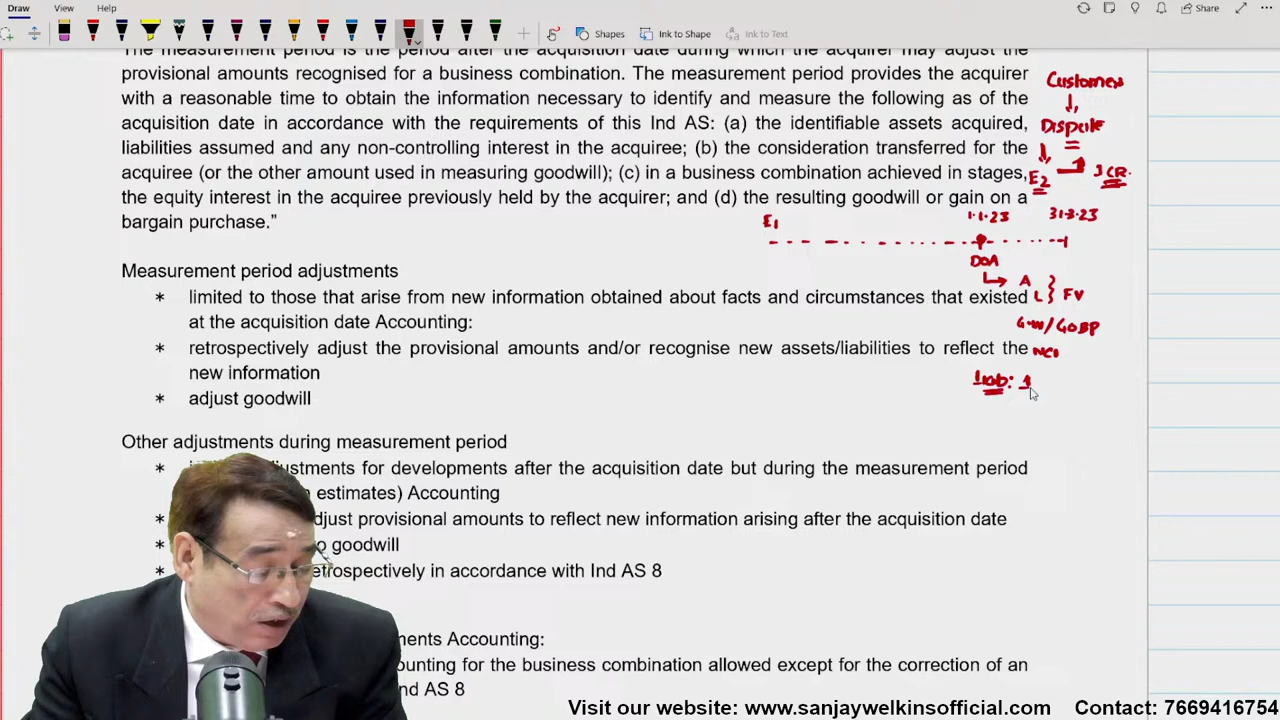 Draw View Help
Share
Shapes Ink to Shape Ink to Text
The measurement period is the period after the acquisition date during which the acquirer may adjust the
provisional amounts recognised for a business combination. The measurement period provides the acquirer
with a reasonable time to obtain the information necessary to identify and measure the following as of the
acquisition date in accordance with the requirements of this Ind AS: (a) the identifiable assets acquired,
liabilities assumed and any non-controlling interest in the acquiree; (b) the consideration transferred for the
acquiree (or the other amount used in measuring goodwill); (c) in a business combination achieved in stages,
the equity interest in the acquiree previously held by the acquirer; and (d) the resulting goodwill or gain on a
bargain purchase.”
Customer
Dispute
E2 3 CR.
E1 1.1.23 31.3.23
DOA
A
L } FV
G.W/GOBP
NCI
Measurement period adjustments
* limited to those that arise from new information obtained about facts and circumstances that existed
at the acquisition date Accounting:
* retrospectively adjust the provisional amounts and/or recognise new assets/liabilities to reflect the
new information
* adjust goodwill
Other adjustments during measurement period
* adjustments for developments after the acquisition date but during the measurement period
estimates) Accounting
* adjust provisional amounts to reflect new information arising after the acquisition date
* goodwill
* retrospectively in accordance with Ind AS 8
Accounting:
accounting for the business combination allowed except for the correction of an
Ind AS 8
Visit our website: www.sanjaywelkinsofficial.com Contact: 7669416754